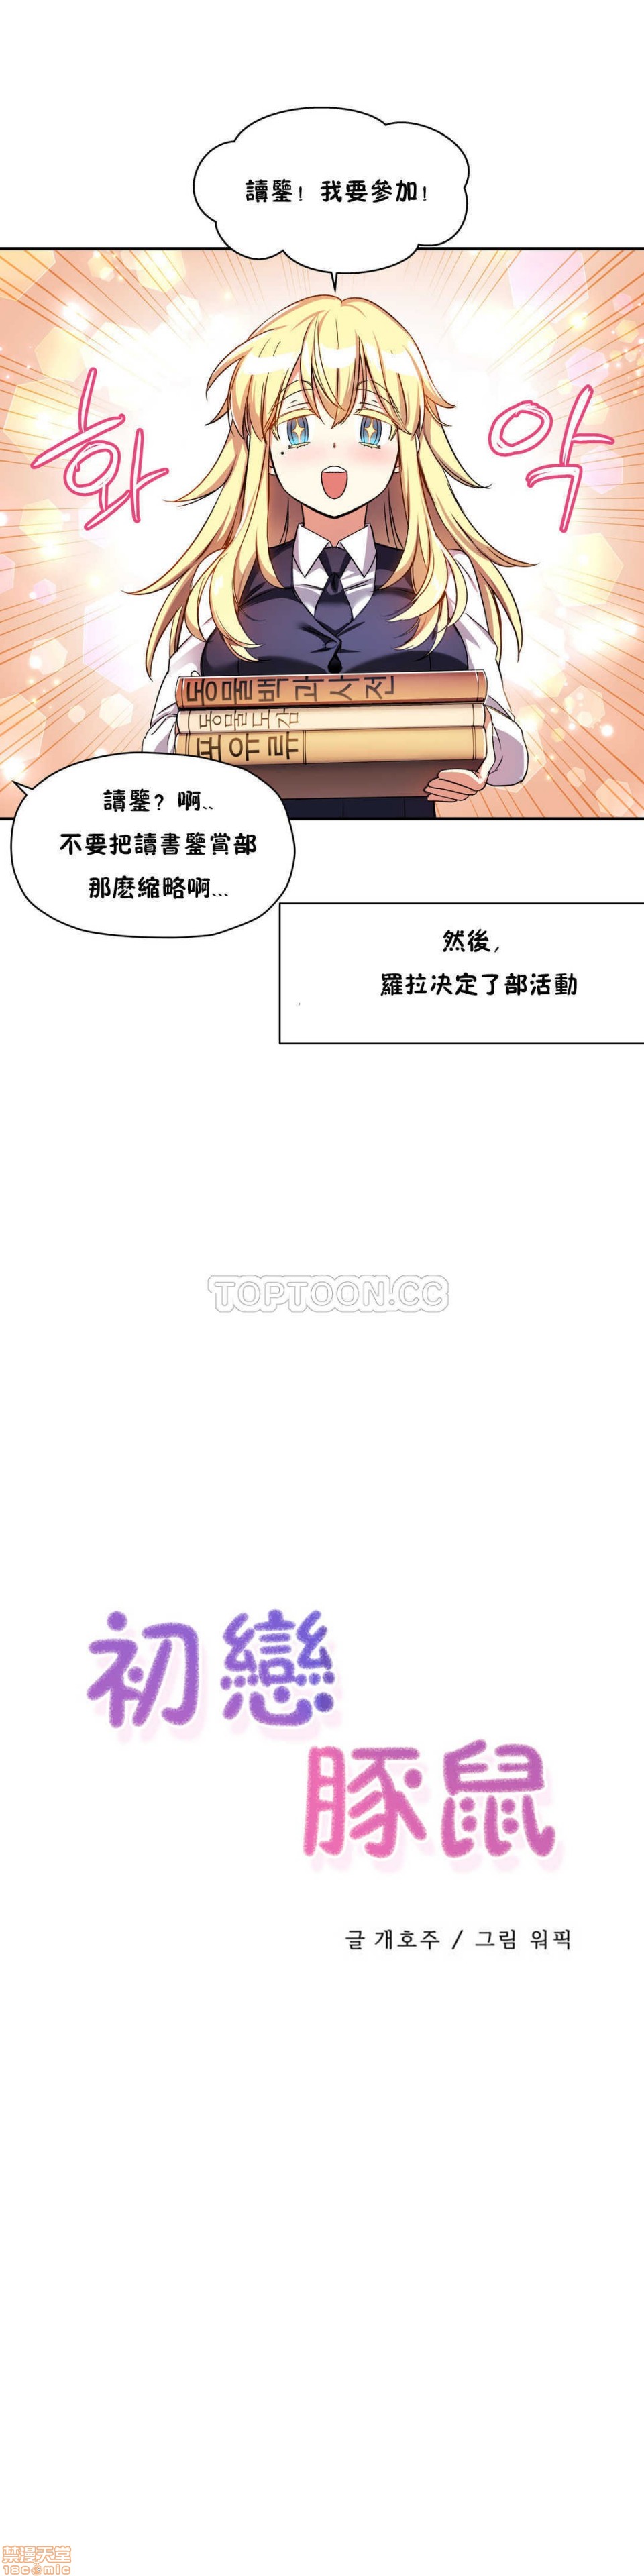 讀鑒！我要參加！
화악
동물백과사전
동물도감
포유류
讀鑒？啊..
不要把讀書鑒賞部
那麼縮略啊...
然後，
羅拉決定了部活動
TOPTOON.CC
初戀
豚鼠
글 개호주 / 그림 워픽
禁漫天堂
18comic